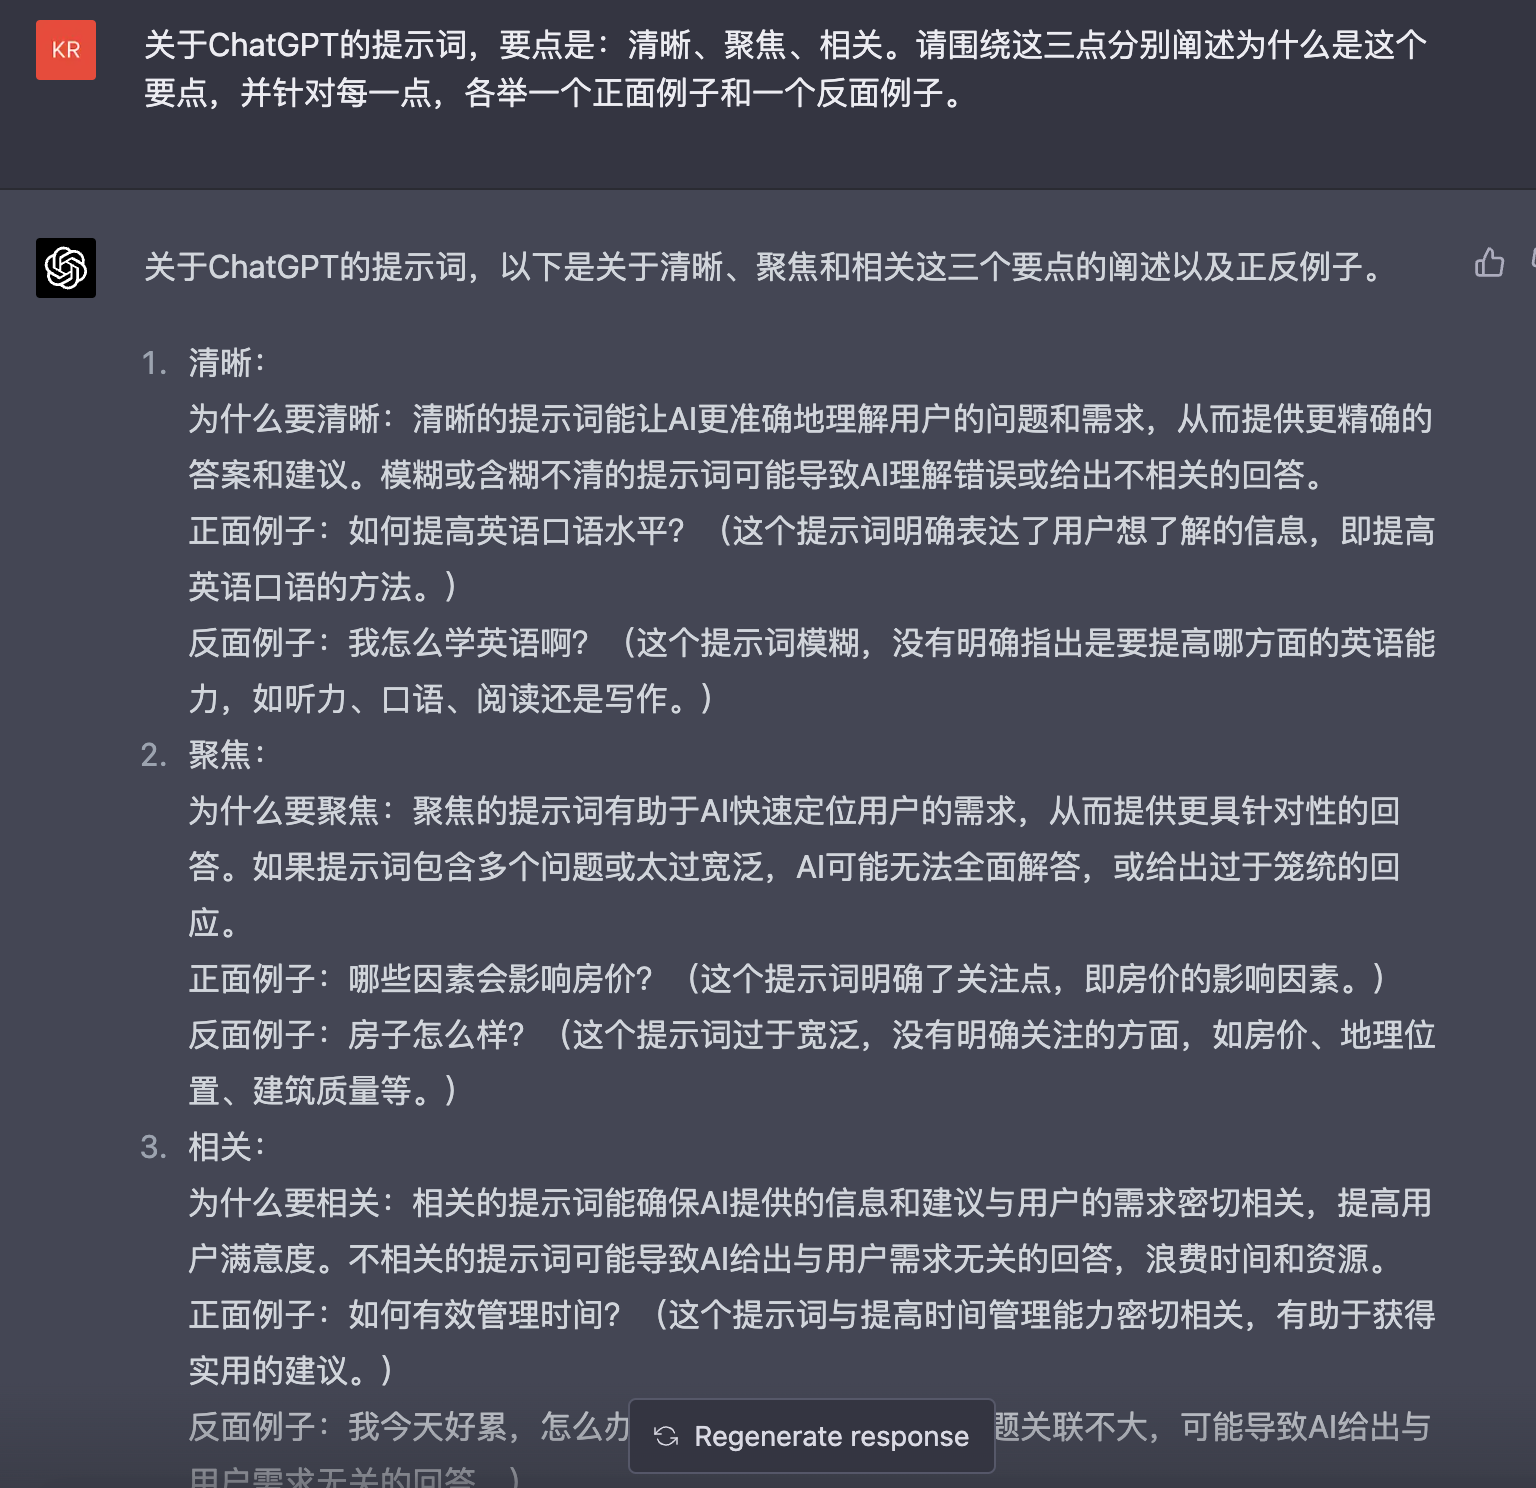 KR
关于ChatGPT的提示词，要点是：清晰、聚焦、相关。请围绕这三点分别阐述为什么是这个
要点，并针对每一点，各举一个正面例子和一个反面例子。
关于ChatGPT的提示词，以下是关于清晰、聚焦和相关这三个要点的阐述以及正反例子。
1. 清晰：
为什么要清晰：清晰的提示词能让AI更准确地理解用户的问题和需求，从而提供更精确的
答案和建议。模糊或含糊不清的提示词可能导致AI理解错误或给出不相关的回答。
正面例子：如何提高英语口语水平？（这个提示词明确表达了用户想了解的信息，即提高
英语口语的方法。）
反面例子：我怎么学英语啊？（这个提示词模糊，没有明确指出是要提高哪方面的英语能
力，如听力、口语、阅读还是写作。）
2. 聚焦：
为什么要聚焦：聚焦的提示词有助于AI快速定位用户的需求，从而提供更具针对性的回
答。如果提示词包含多个问题或太过宽泛，AI可能无法全面解答，或给出过于笼统的回
应。
正面例子：哪些因素会影响房价？（这个提示词明确了关注点，即房价的影响因素。）
反面例子：房子怎么样？（这个提示词过于宽泛，没有明确关注的方面，如房价、地理位
置、建筑质量等。）
3. 相关：
为什么要相关：相关的提示词能确保AI提供的信息和建议与用户的需求密切相关，提高用
户满意度。不相关的提示词可能导致AI给出与用户需求无关的回答，浪费时间和资源。
正面例子：如何有效管理时间？（这个提示词与提高时间管理能力密切相关，有助于获得
实用的建议。）
反面例子：我今天好累，怎么办 题关联不大，可能导致AI给出与
Regenerate response
用户需求无关的回答。）